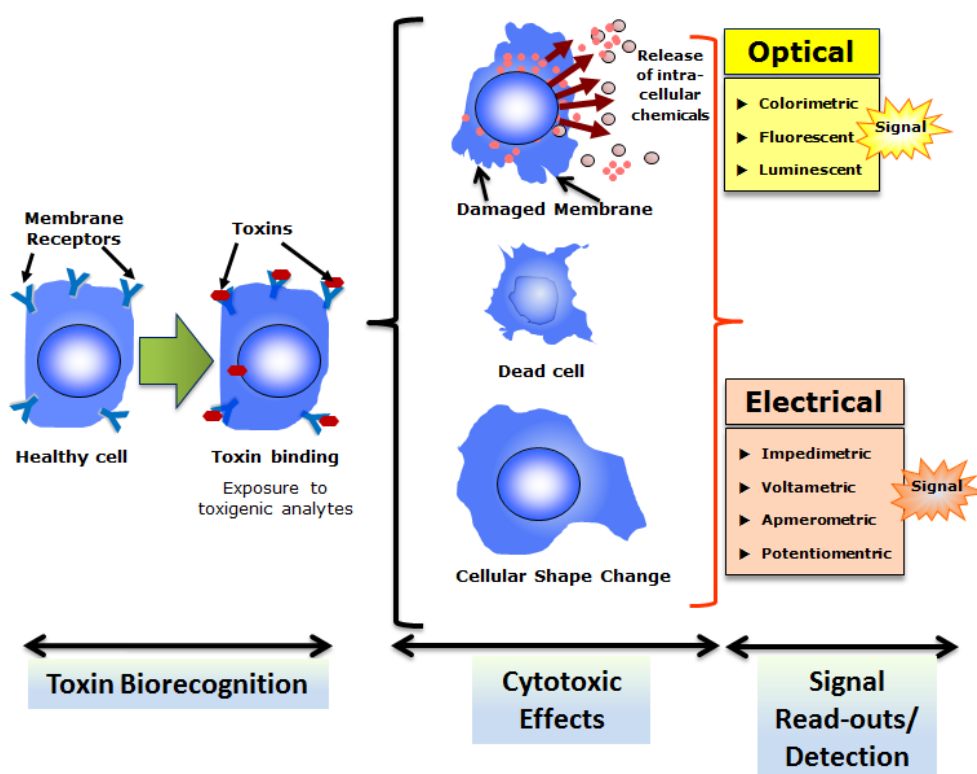 Membrane
Receptors
Healthy cell
Toxins
Toxin binding
Exposure to
toxigenic analytes
Release
of intra-
cellular
chemicals
Damaged Membrane
Dead cell
Cellular Shape Change
Optical
► Colorimetric
► Fluorescent
► Luminescent
Signal
Electrical
► Impedimetric
► Voltametric
► Apmerometric
► Potentiomentric
Signal
Toxin Biorecognition
Cytotoxic
Effects
Signal
Read-outs/
Detection